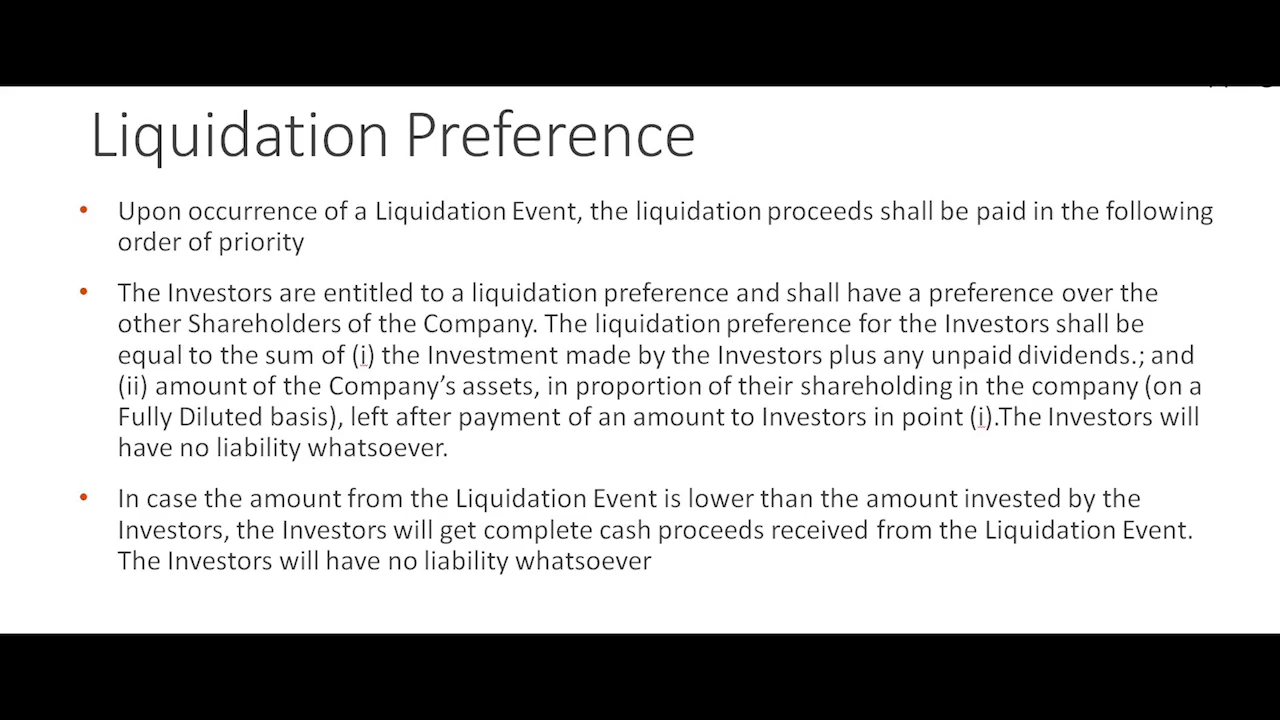 Liquidation Preference
• Upon occurrence of a Liquidation Event, the liquidation proceeds shall be paid in the following
order of priority
• The Investors are entitled to a liquidation preference and shall have a preference over the
other Shareholders of the Company. The liquidation preference for the Investors shall be
equal to the sum of (i) the Investment made by the Investors plus any unpaid dividends.; and
(ii) amount of the Company’s assets, in proportion of their shareholding in the company (on a
Fully Diluted basis), left after payment of an amount to Investors in point (i).The Investors will
have no liability whatsoever.
• In case the amount from the Liquidation Event is lower than the amount invested by the
Investors, the Investors will get complete cash proceeds received from the Liquidation Event.
The Investors will have no liability whatsoever